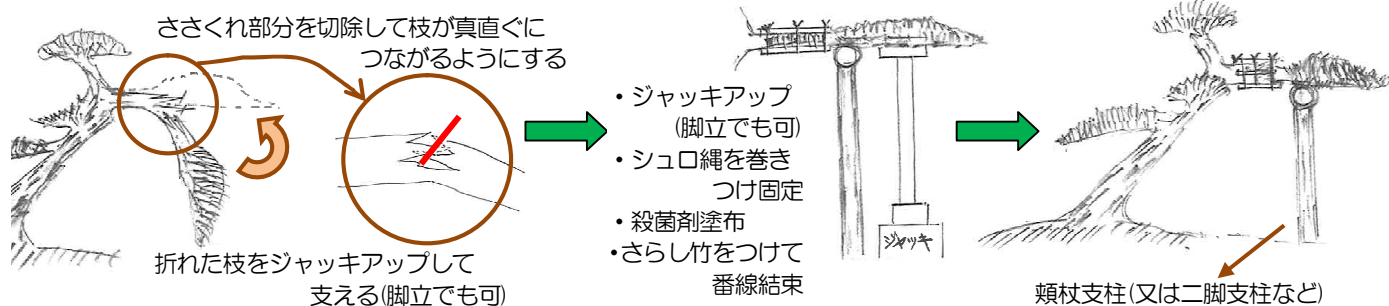 ささくれ部分を切除して枝が真直ぐに
つながるようにする
折れた枝をジャッキアップして
支える(脚立でも可)
・ジャッキアップ
(脚立でも可)
・シュロ縄を巻き
つけ固定
・殺菌剤塗布
・さらし竹をつけて
番線結束
ジャッキ
頬杖支柱(又は二脚支柱など)